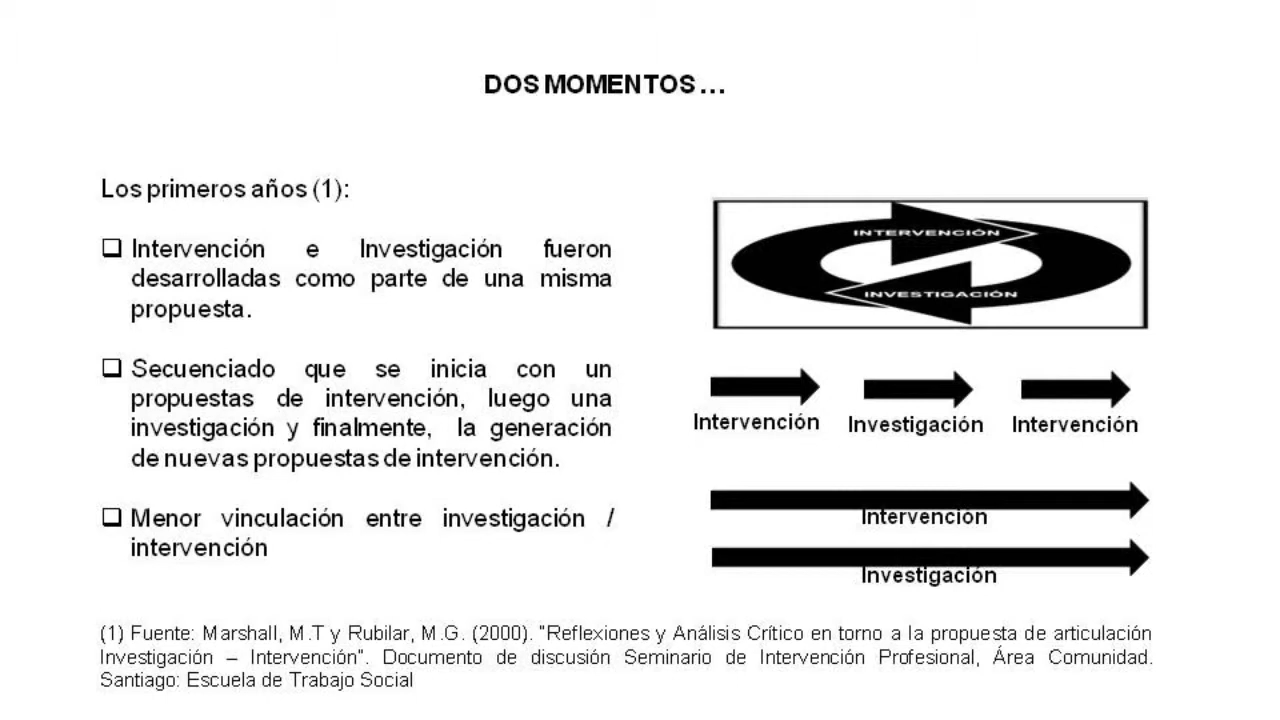 DOS MOMENTOS...
Los primeros años (1):
❑ Intervención e Investigación fueron
desarrolladas como parte de una misma
propuesta.
❑ Secuenciado que se inicia con un
propuestas de intervención, luego una
investigación y finalmente, la generación
de nuevas propuestas de intervención.
❑ Menor vinculación entre investigación /
intervención
INTERVENCIÓN
INVESTIGACIÓN
Intervención Investigación Intervención
Intervención
Investigación
(1) Fuente: Marshall, M.T y Rubilar, M.G. (2000). "Reflexiones y Análisis Crítico en torno a la propuesta de articulación
Investigación – Intervención". Documento de discusión Seminario de Intervención Profesional, Área Comunidad.
Santiago: Escuela de Trabajo Social